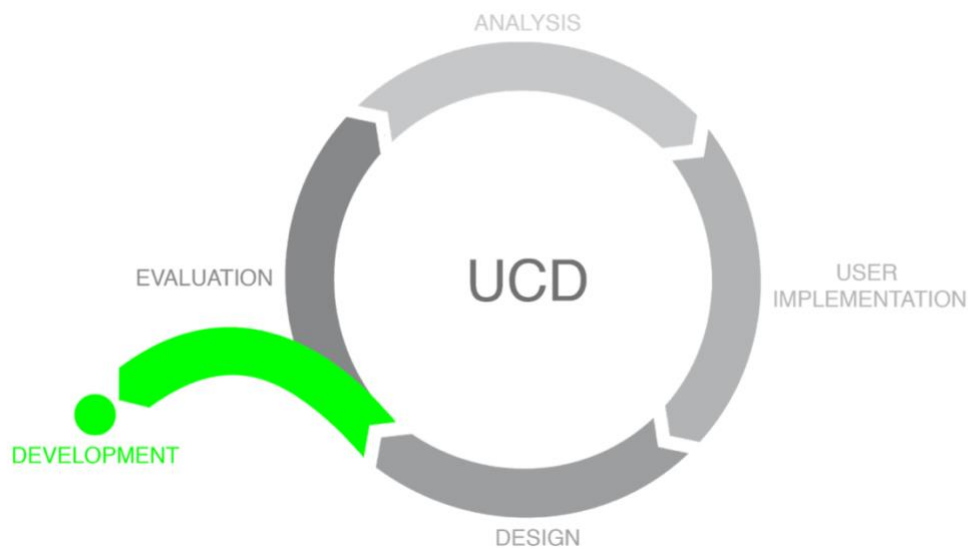 ANALYSIS
EVALUATION
UCD
USER
IMPLEMENTATION
DEVELOPMENT
DESIGN